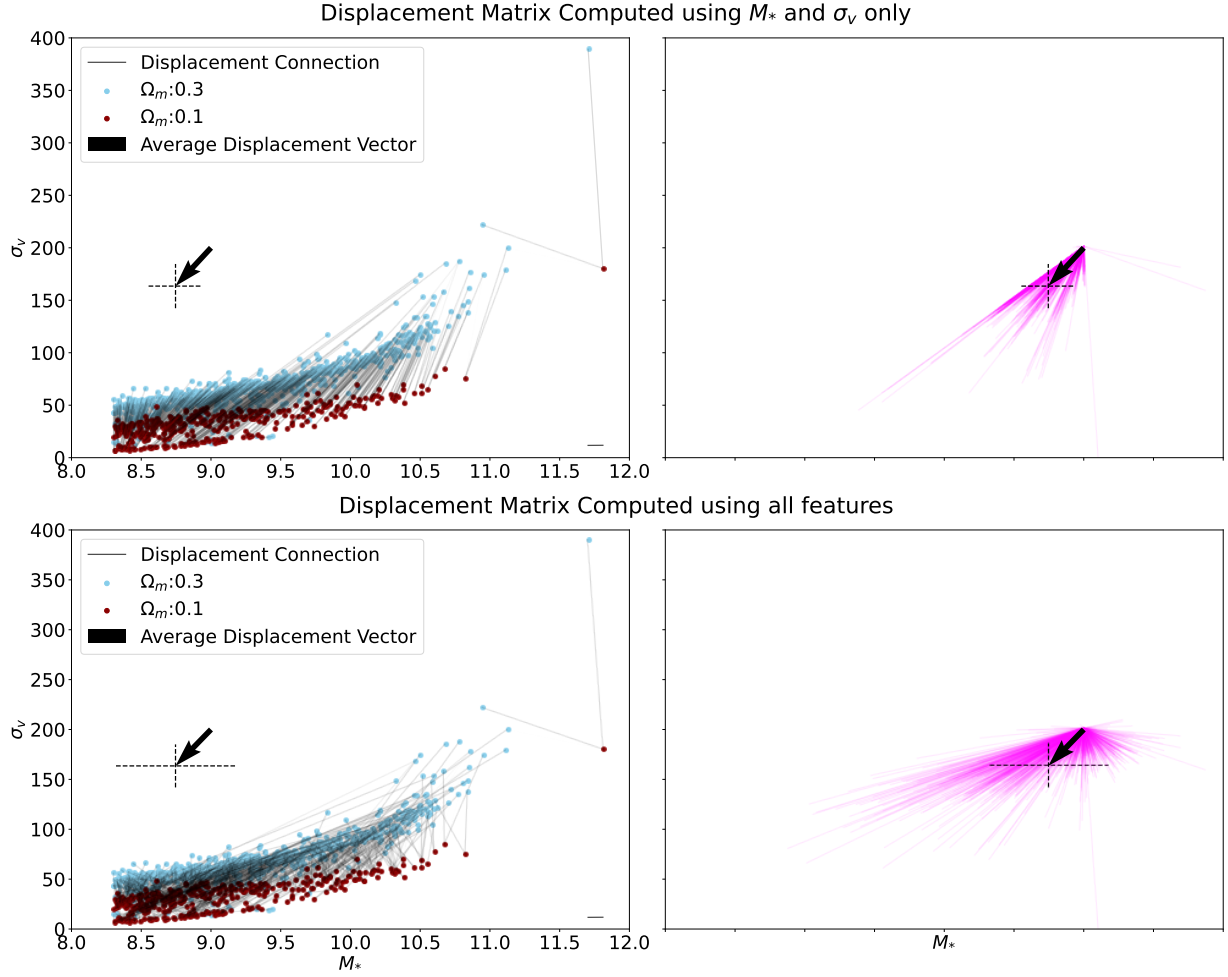 Displacement Matrix Computed using M* and σᵥ only
400
350
300
250
200
150
100
50
0
σᵥ
Displacement Connection
Ωₘ:0.3
Ωₘ:0.1
Average Displacement Vector
8.0 8.5 9.0 9.5 10.0 10.5 11.0 11.5 12.0
Displacement Matrix Computed using all features
400
350
300
250
200
150
100
50
0
σᵥ
Displacement Connection
Ωₘ:0.3
Ωₘ:0.1
Average Displacement Vector
8.0 8.5 9.0 9.5 10.0 10.5 11.0 11.5 12.0
M*
M*